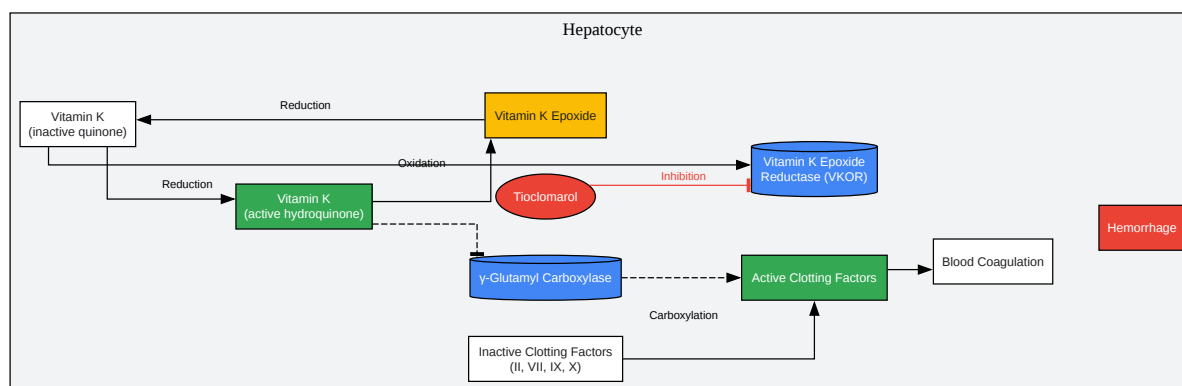 Hepatocyte
Reduction
Vitamin K
(inactive quinone)
Vitamin K Epoxide
Oxidation
Vitamin K Epoxide
Reductase (VKOR)
Inhibition
Reduction
Tioclomarol
Vitamin K
(active hydroquinone)
Hemorrhage
Blood Coagulation
γ-Glutamyl Carboxylase
Active Clotting Factors
Carboxylation
Inactive Clotting Factors
(II, VII, IX, X)